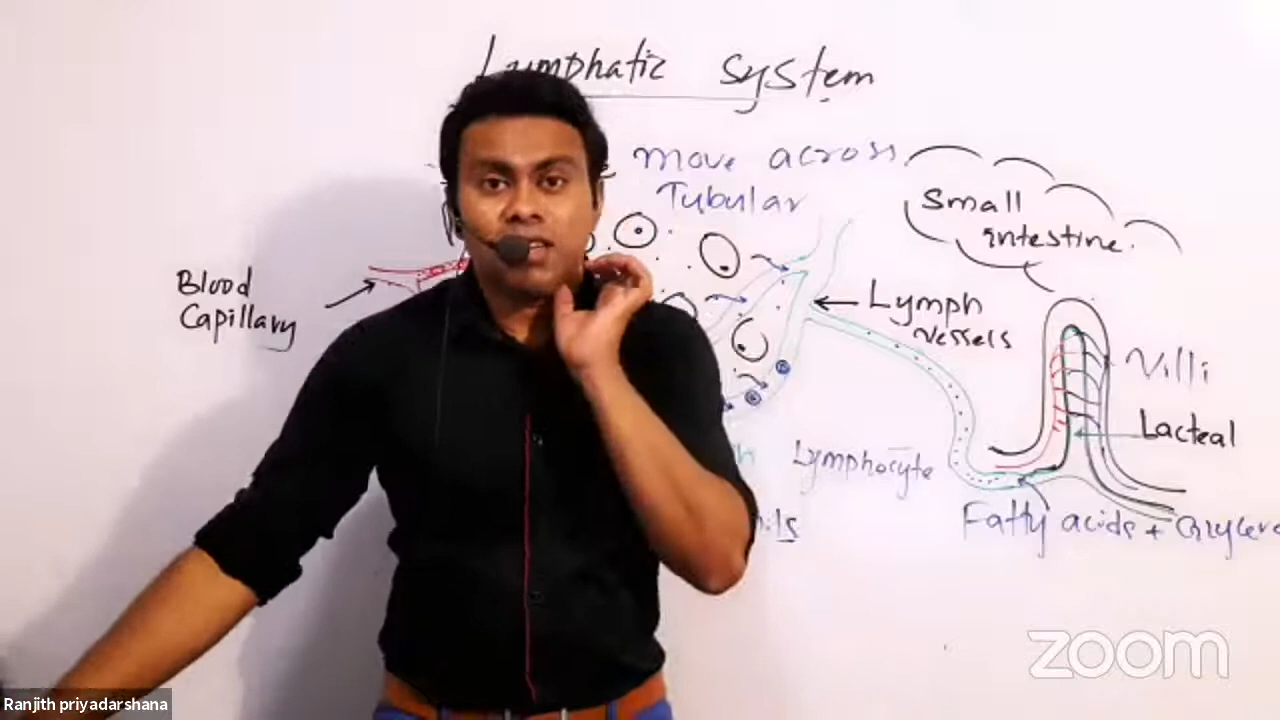 Lymphatic system
move across
Tubular
Small
intestine.
Blood
Capillary
Lymph
vessels
Villi
Lacteal
Lymphocyte
Fatty acids +
zoom
Ranjith priyadarshana